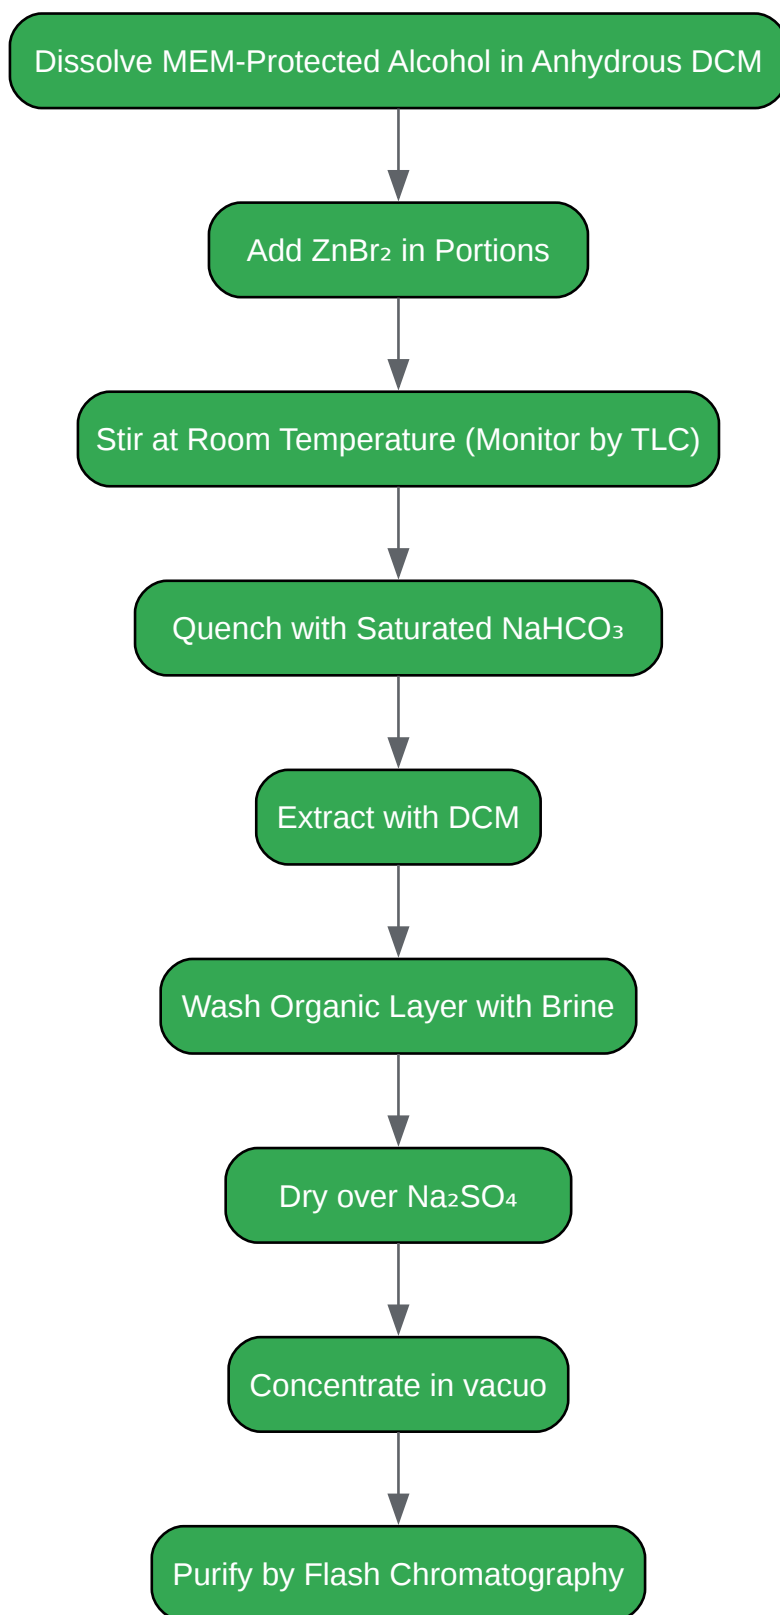 Dissolve MEM-Protected Alcohol in Anhydrous DCM
Add ZnBr₂ in Portions
Stir at Room Temperature (Monitor by TLC)
Quench with Saturated NaHCO₃
Extract with DCM
Wash Organic Layer with Brine
Dry over Na₂SO₄
Concentrate in vacuo
Purify by Flash Chromatography